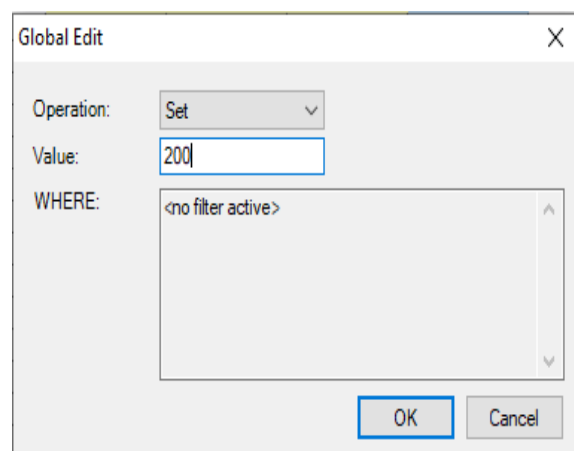 Global Edit
Operation: Set
Value: 200
WHERE: <no filter active>
OK Cancel